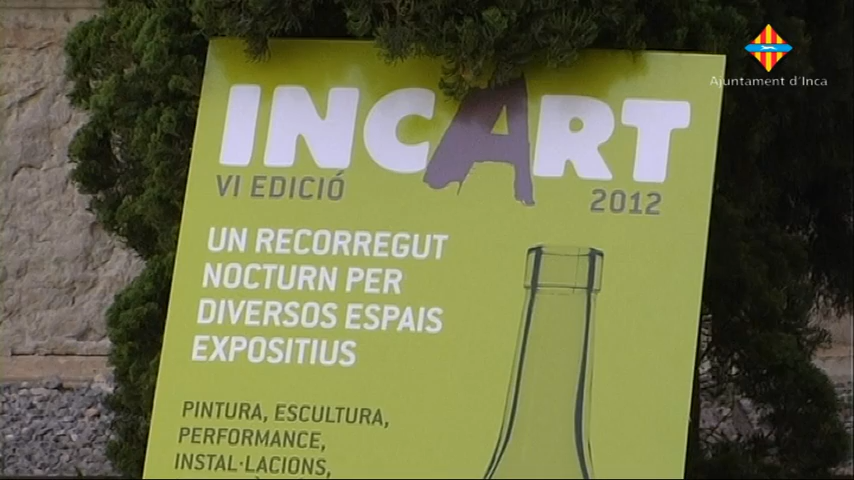 Ajuntament d'Inca
INCART
VI EDICIÓ
2012
UN RECORREGUT
NOCTURN PER
DIVERSOS ESPAIS
EXPOSITIUS
PINTURA, ESCULTURA,
PERFORMANCE,
INSTAL·LACIONS,